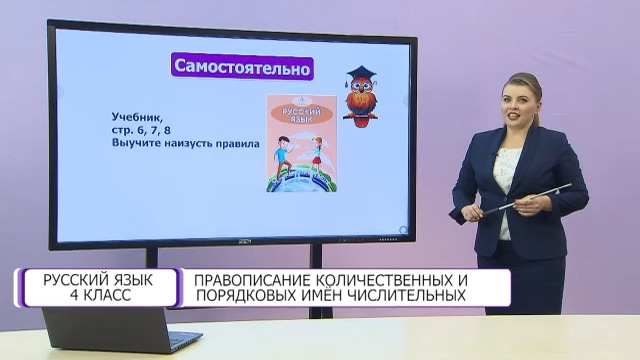 Самостоятельно
Учебник,
стр. 6, 7, 8
Выучите наизусть правила
РУССКИЙ
ЯЗЫК
РУССКИЙ ЯЗЫК
4 КЛАСС
ПРАВОПИСАНИЕ КОЛИЧЕСТВЕННЫХ И
ПОРЯДКОВЫХ ИМЁН ЧИСЛИТЕЛЬНЫХ